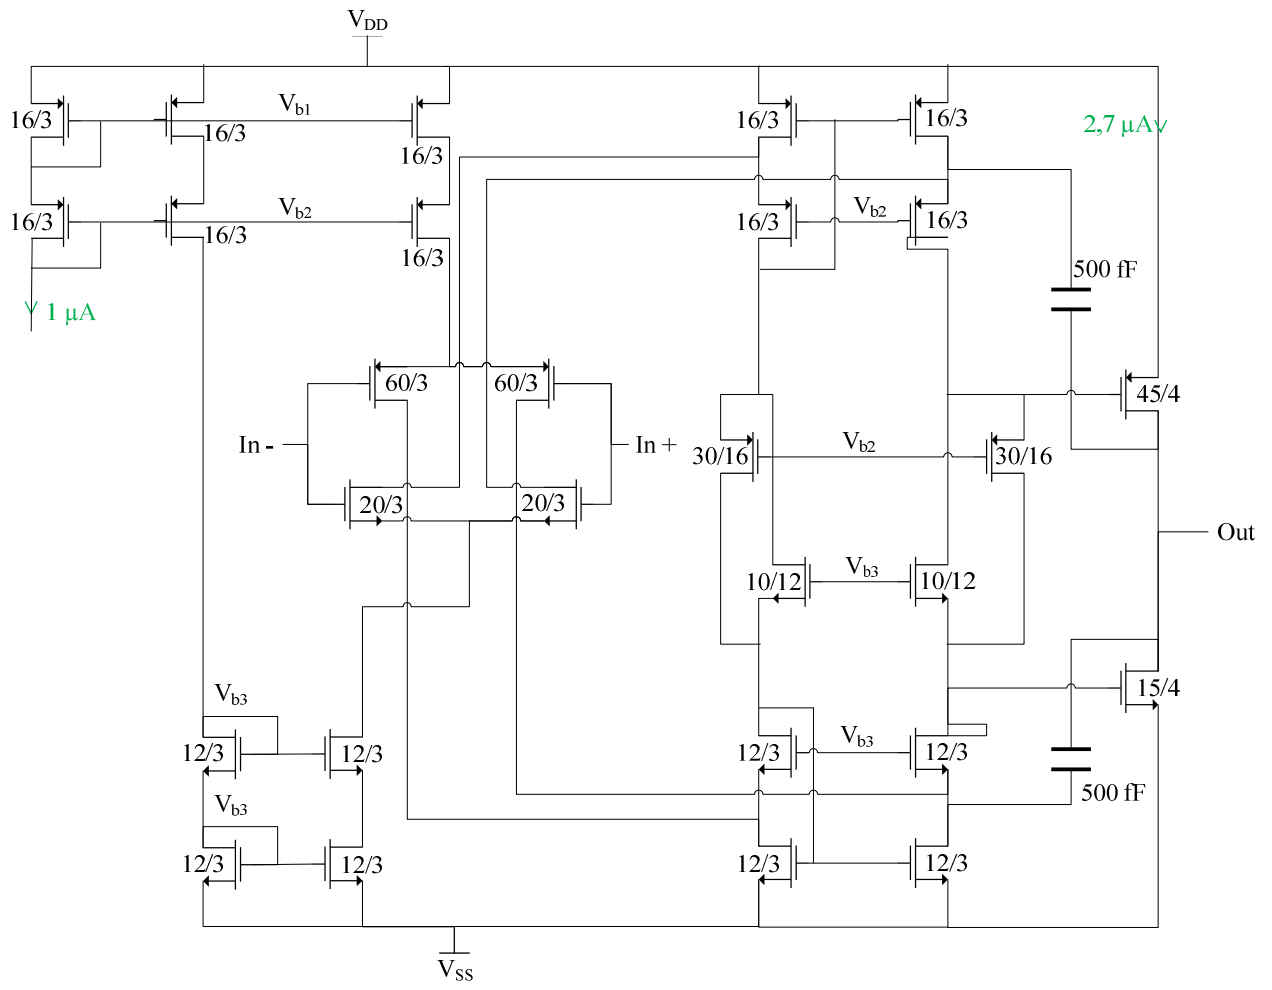 VDD
16/3
16/3
Vb1
16/3
16/3
16/3
2,7 µA
16/3
16/3
Vb2
16/3
16/3
Vb2
16/3
500 fF
1 µA
60/3
60/3
45/4
In -
In +
30/16
Vb2
30/16
20/3
20/3
Out
10/12
Vb3
10/12
Vb3
15/4
12/3
12/3
12/3
Vb3
12/3
Vb3
500 fF
12/3
12/3
12/3
12/3
VSS